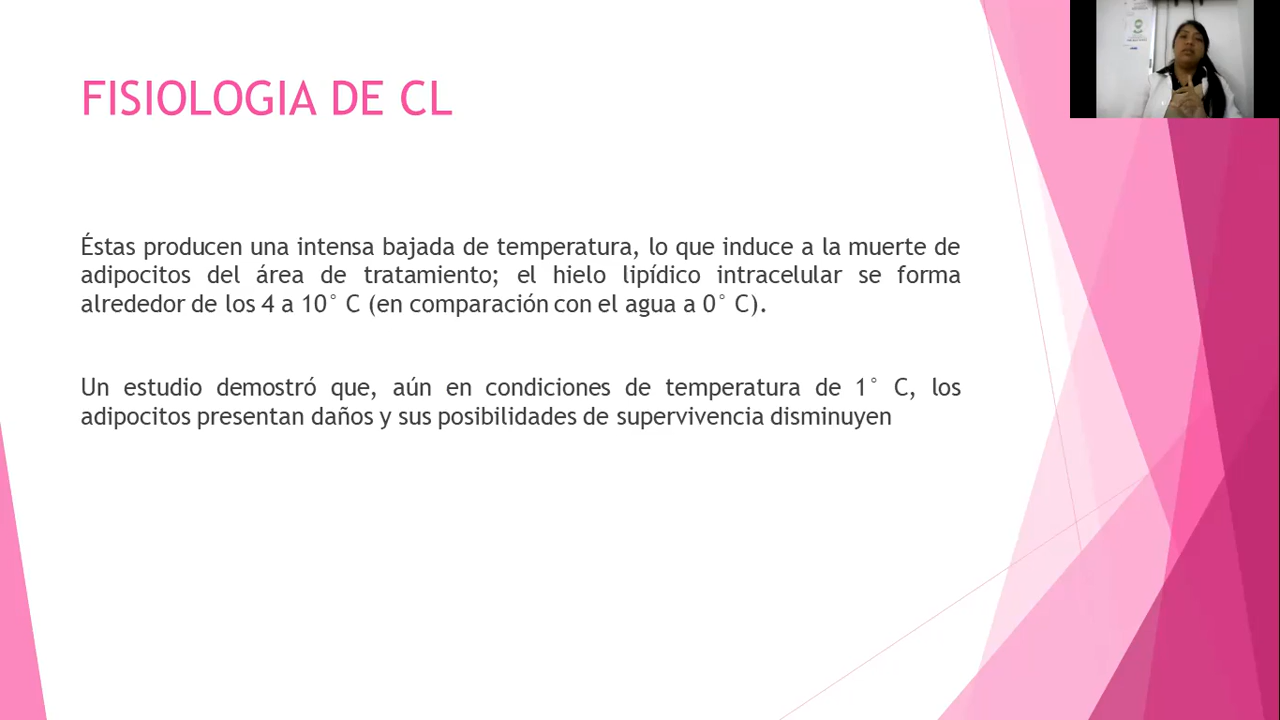 FISIOLOGIA DE CL
Éstas producen una intensa bajada de temperatura, lo que induce a la muerte de
adipocitos del área de tratamiento; el hielo lipídico intracelular se forma
alrededor de los 4 a 10° C (en comparación con el agua a 0° C).
Un estudio demostró que, aún en condiciones de temperatura de 1° C, los
adipocitos presentan daños y sus posibilidades de supervivencia disminuyen